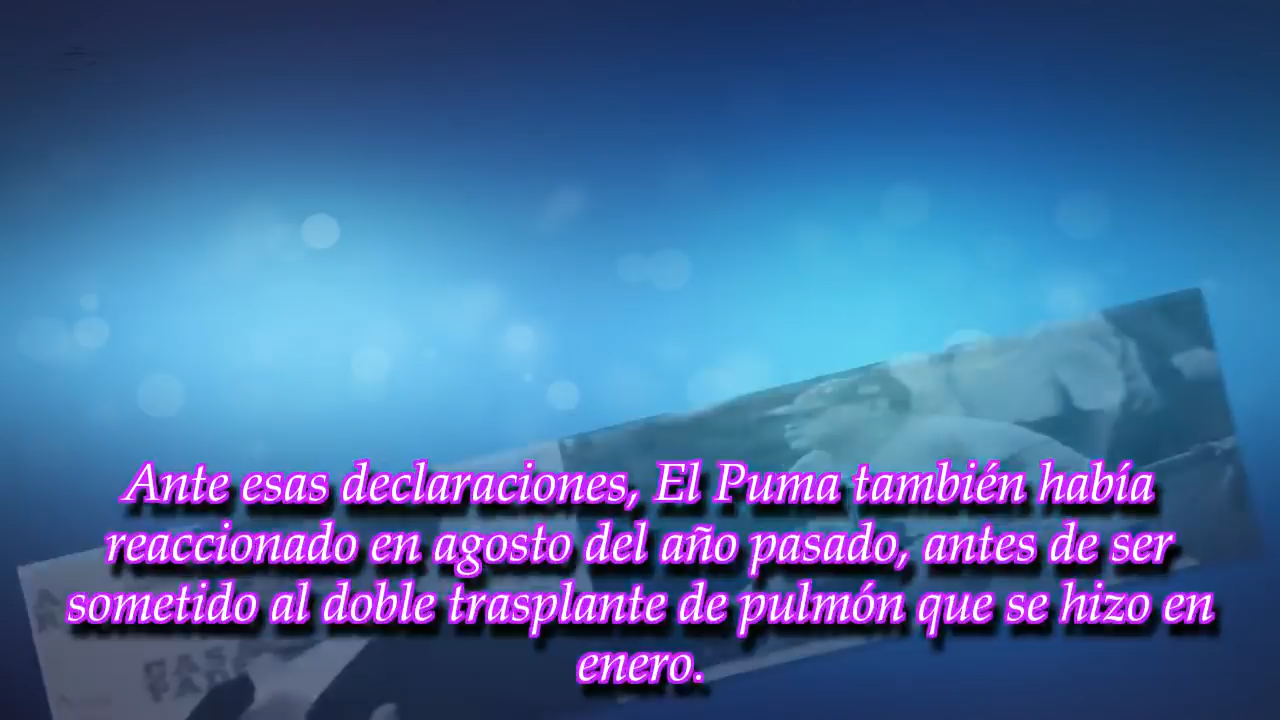 Ante esas declaraciones, El Puma también había
reaccionado en agosto del año pasado, antes de ser
sometido al doble trasplante de pulmón que se hizo en
enero.